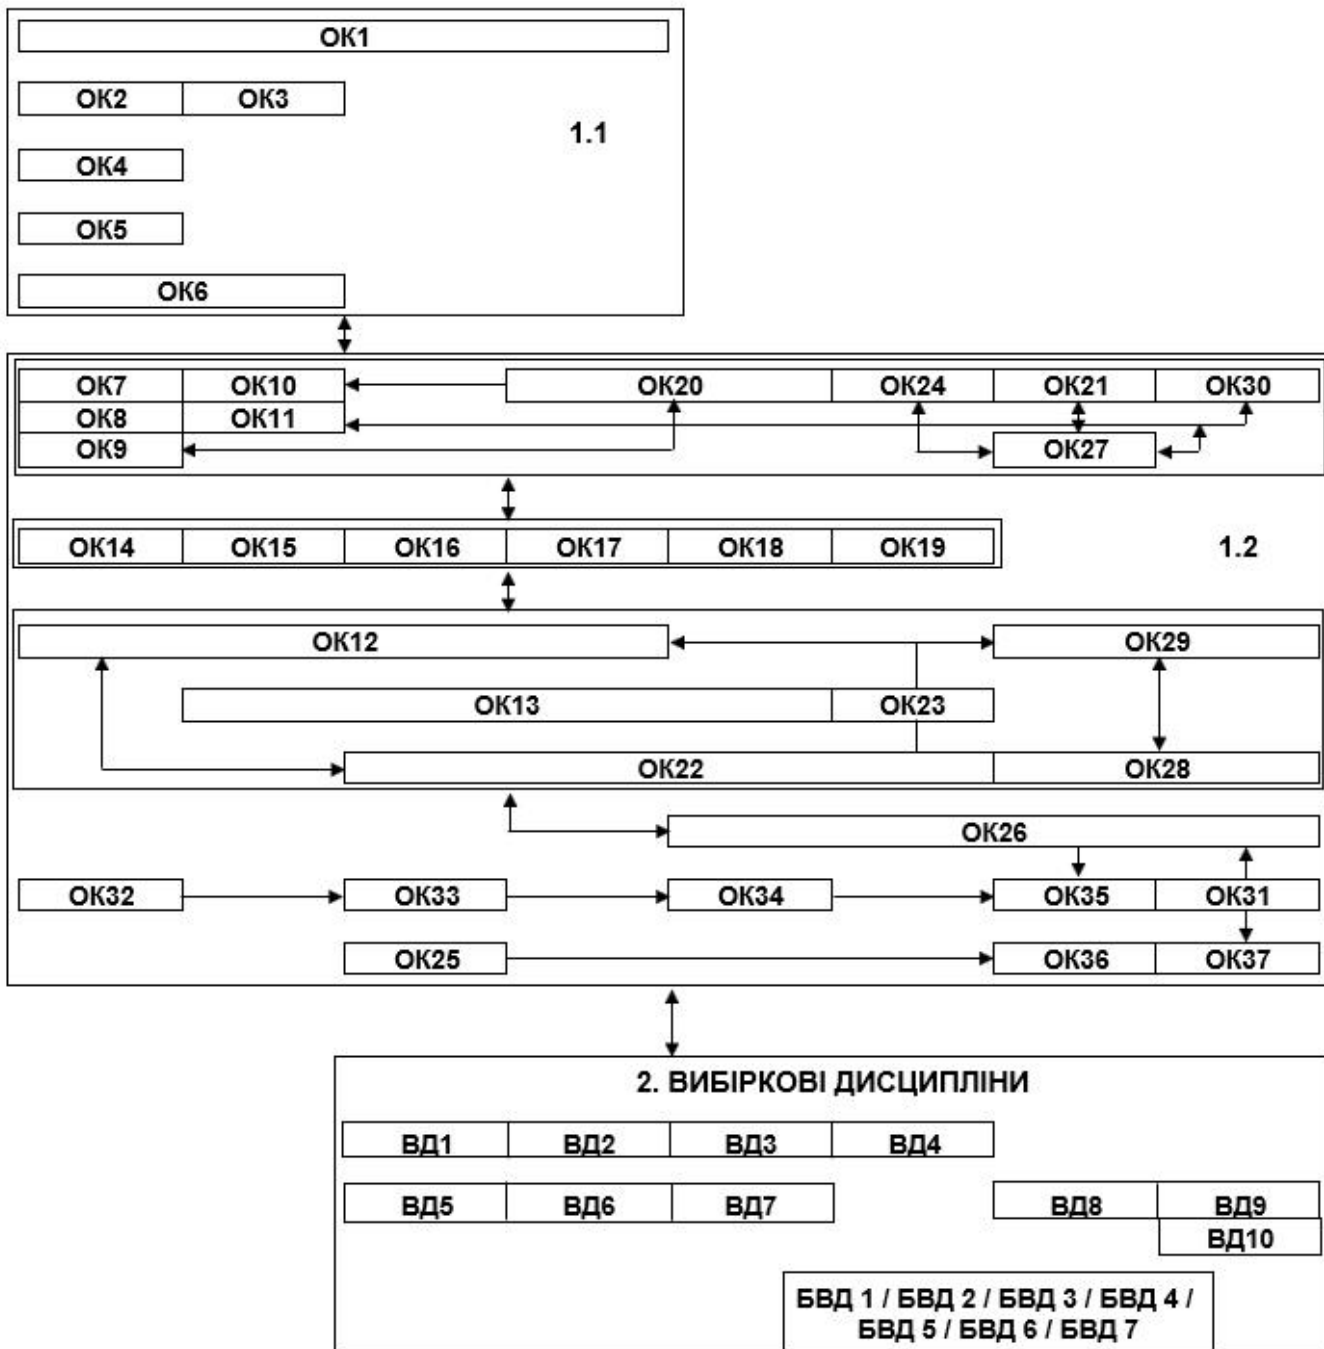 ОК1
ОК2 ОК3
1.1
ОК4
ОК5
ОК6
ОК7 ОК10 ОК20 ОК24 ОК21 ОК30
ОК8 ОК11
ОК9 ОК27
ОК14 ОК15 ОК16 ОК17 ОК18 ОК19 1.2
ОК12 ОК29
ОК13 ОК23
ОК22 ОК28
ОК26
ОК32 ОК33 ОК34 ОК35 ОК31
ОК25 ОК36 ОК37
2. ВИБІРКОВІ ДИСЦИПЛІНИ
ВД1 ВД2 ВД3 ВД4
ВД5 ВД6 ВД7 ВД8 ВД9
ВД10
БВД 1 / БВД 2 / БВД 3 / БВД 4 /
БВД 5 / БВД 6 / БВД 7